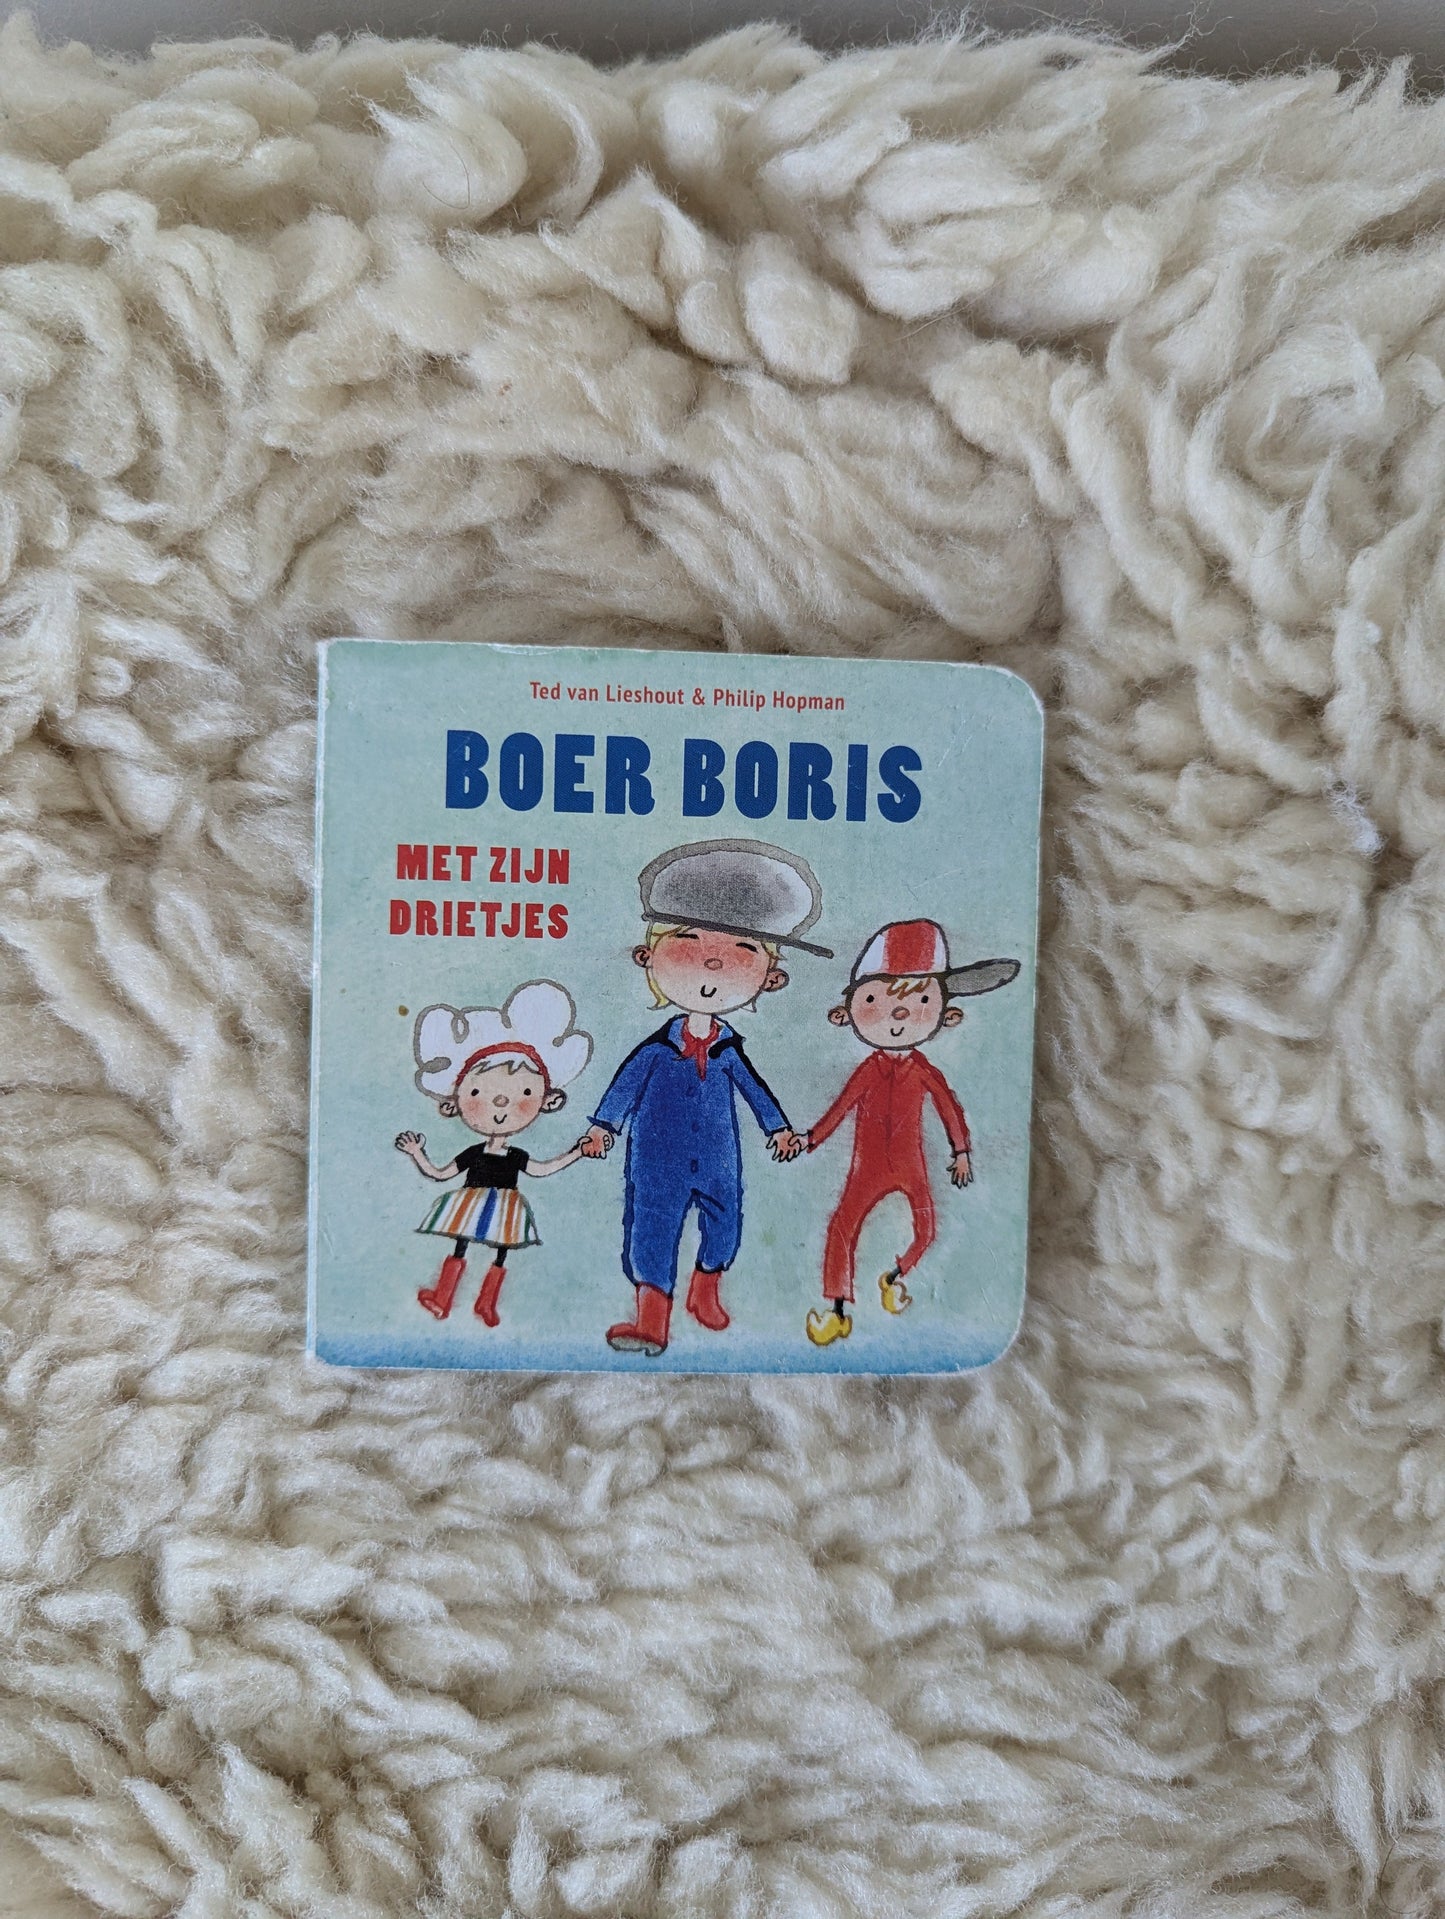 Ted van Lieshout & Philip Hopman
BOER BORIS
MET ZIJN
DRIETJES